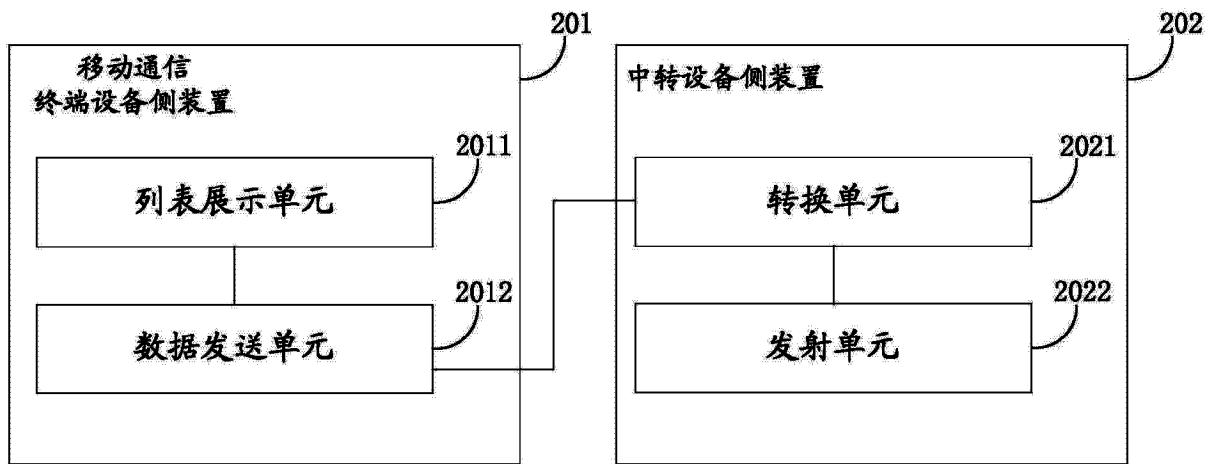 201
202
移动通信
终端设备侧装置
中转设备侧装置
2011
列表展示单元
2021
转换单元
2012
数据发送单元
2022
发射单元